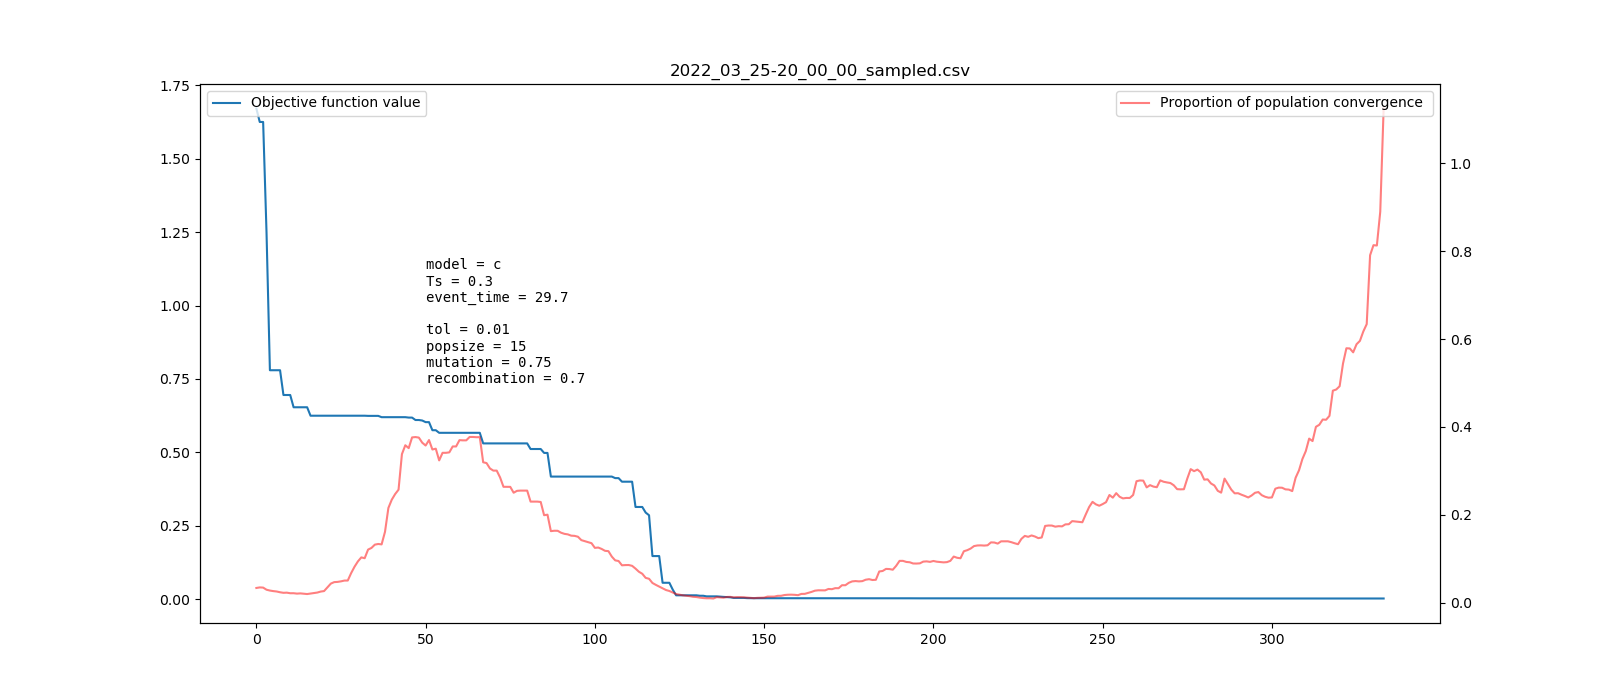 2022_03_25-20_00_00_sampled.csv
Objective function value
Proportion of population convergence
model = c
Ts = 0.3
event_time = 29.7
tol = 0.01
popsize = 15
mutation = 0.75
recombination = 0.7
1.75
1.50
1.25
1.00
0.75
0.50
0.25
0.00
1.0
0.8
0.6
0.4
0.2
0.0
0 50 100 150 200 250 300